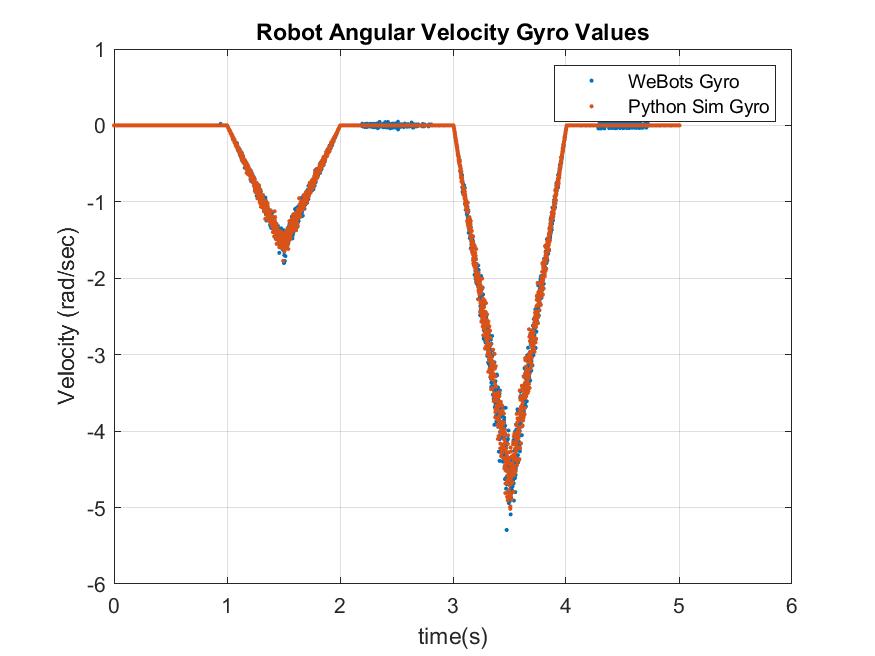 Robot Angular Velocity Gyro Values
WeBots Gyro
Python Sim Gyro
1
0
-1
-2
-3
-4
-5
-6
Velocity (rad/sec)
0 1 2 3 4 5 6
time(s)